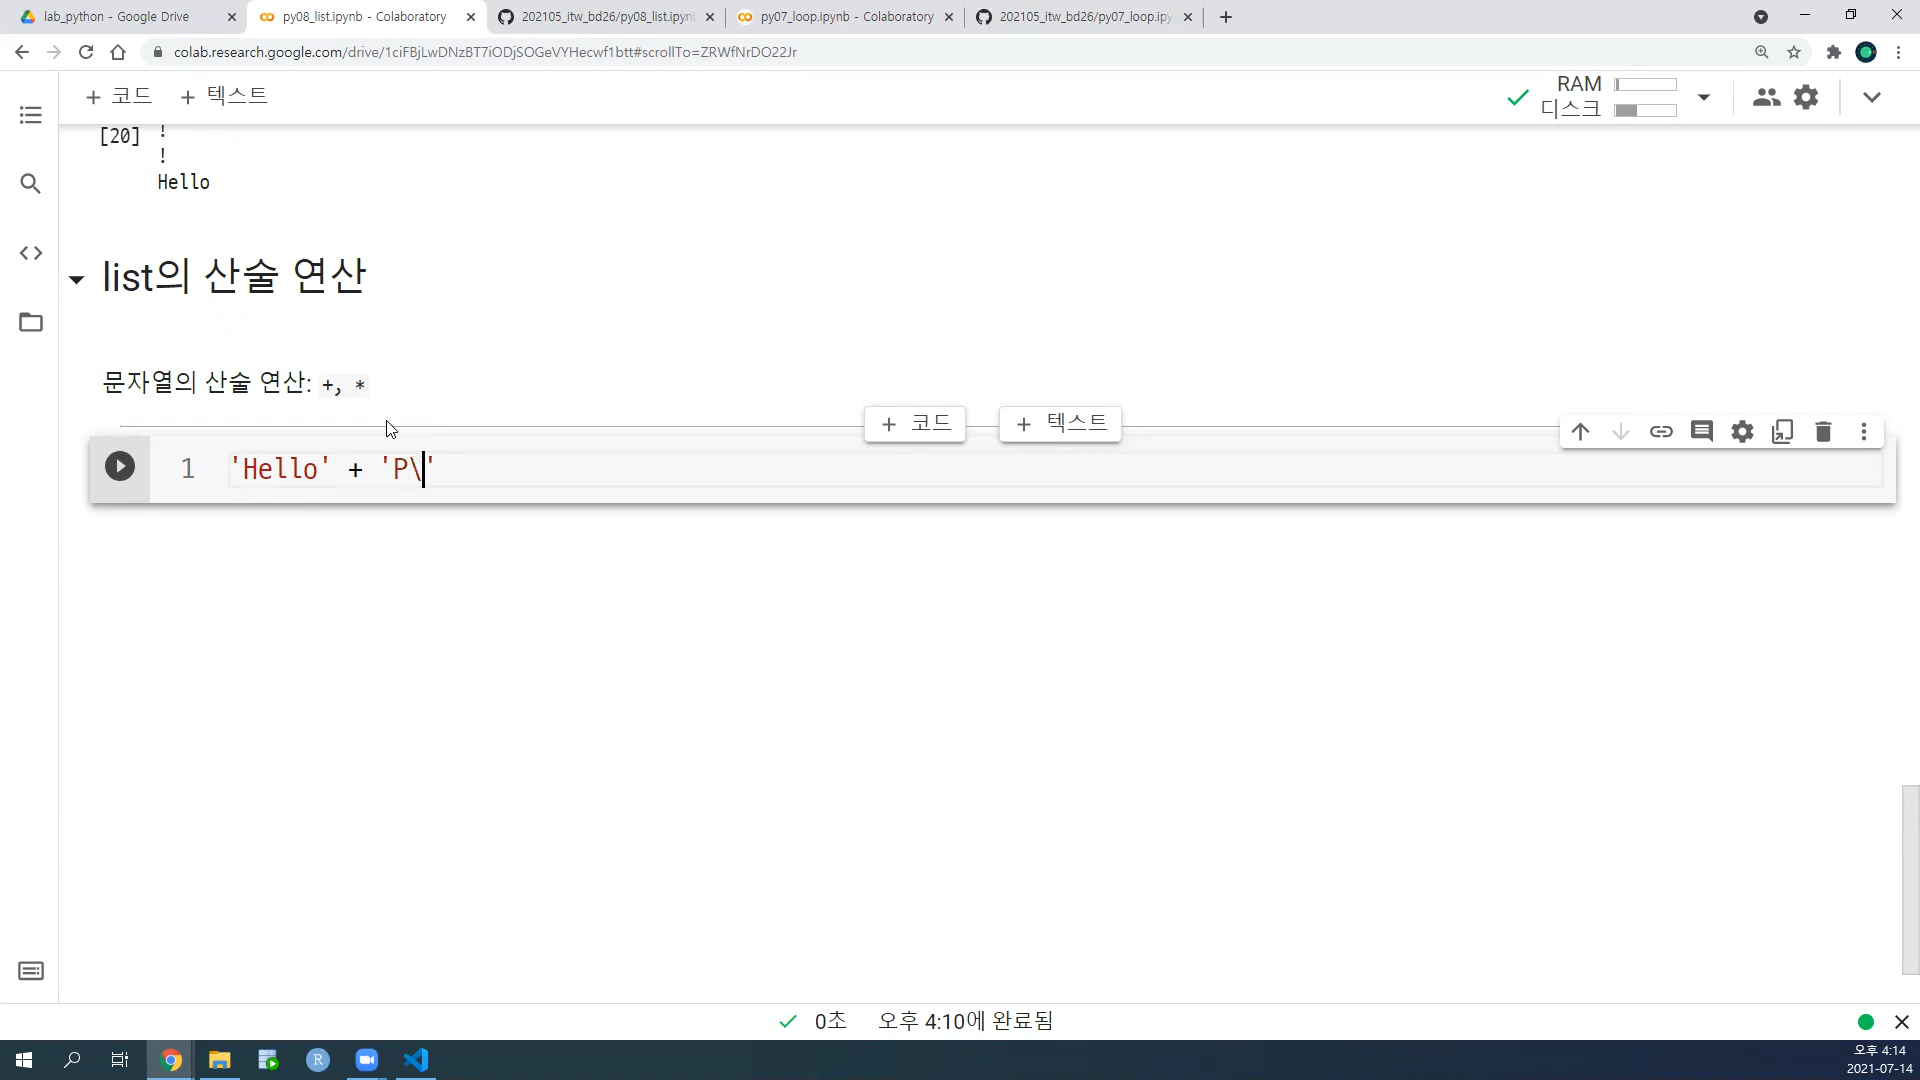 lab_python - Google Drive
py08_list.ipynb - Colaboratory
202105_itw_bd26/py08_list.ipyn
py07_loop.ipynb - Colaboratory
202105_itw_bd26/py07_loop.ipy
colab.research.google.com/drive/1ciFBjLwDNzBT7iODjSOGeVYHecwf1btt#scrollTo=ZRWfNrDO22Jr
+ 코드 + 텍스트
RAM
디스크
[20] !
!
Hello
list의 산술 연산
문자열의 산술 연산: +, *
+ 코드 + 텍스트
1 'Hello' + 'P\'
0초 오후 4:10에 완료됨
오후 4:14
2021-07-14